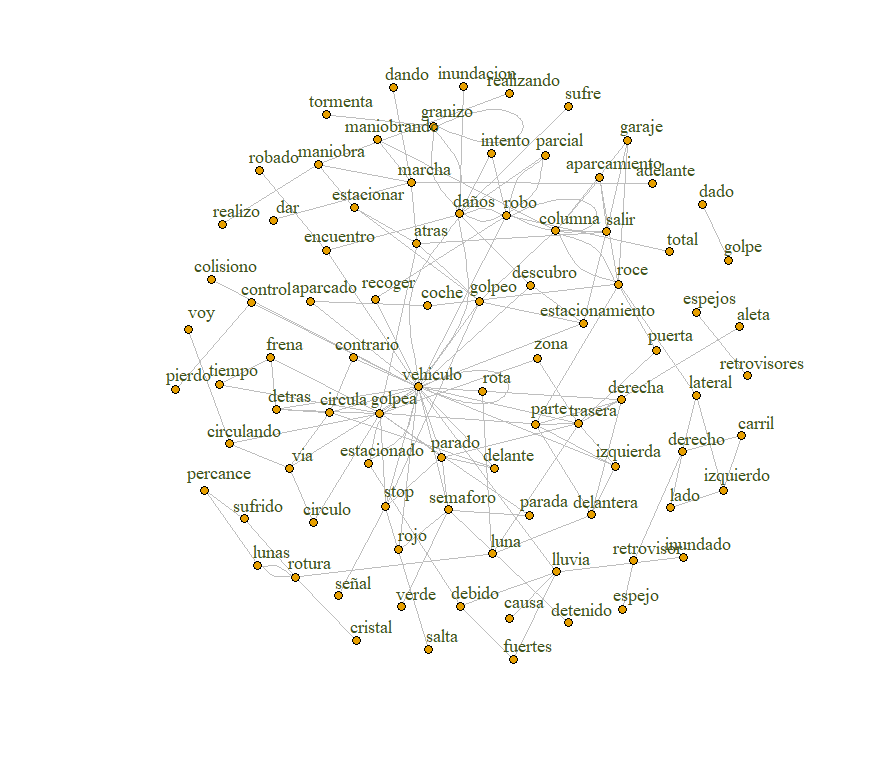 dando
inundacion
realizando
sufre
tormenta
granizo
maniobrando
garaje
intento
parcial
robado
maniobra
marcha
aparcamiento
adelante
estacionar
dado
realizo
dar
daños
robo
columna
salir
encuentro
atras
total
golpe
colisiono
control
aparcado
recoger
coche
golpeo
descubro
roce
estacionamiento
espejos
aleta
voy
frena
contrario
zona
puerta
retrovisores
pierdo
tiempo
vehiculo
rota
derecha
lateral
detras
circula
golpea
parte
trasera
circulando
via
estacionado
parado
delante
izquierda
derecho
carril
percance
izquierdo
sufrido
circulo
stop
semaforo
parada
delantera
lado
lunas
rotura
rojo
luna
lluvia
retrovisor
inundado
señal
verde
debido
causa
detenido
espejo
cristal
salta
fuertes